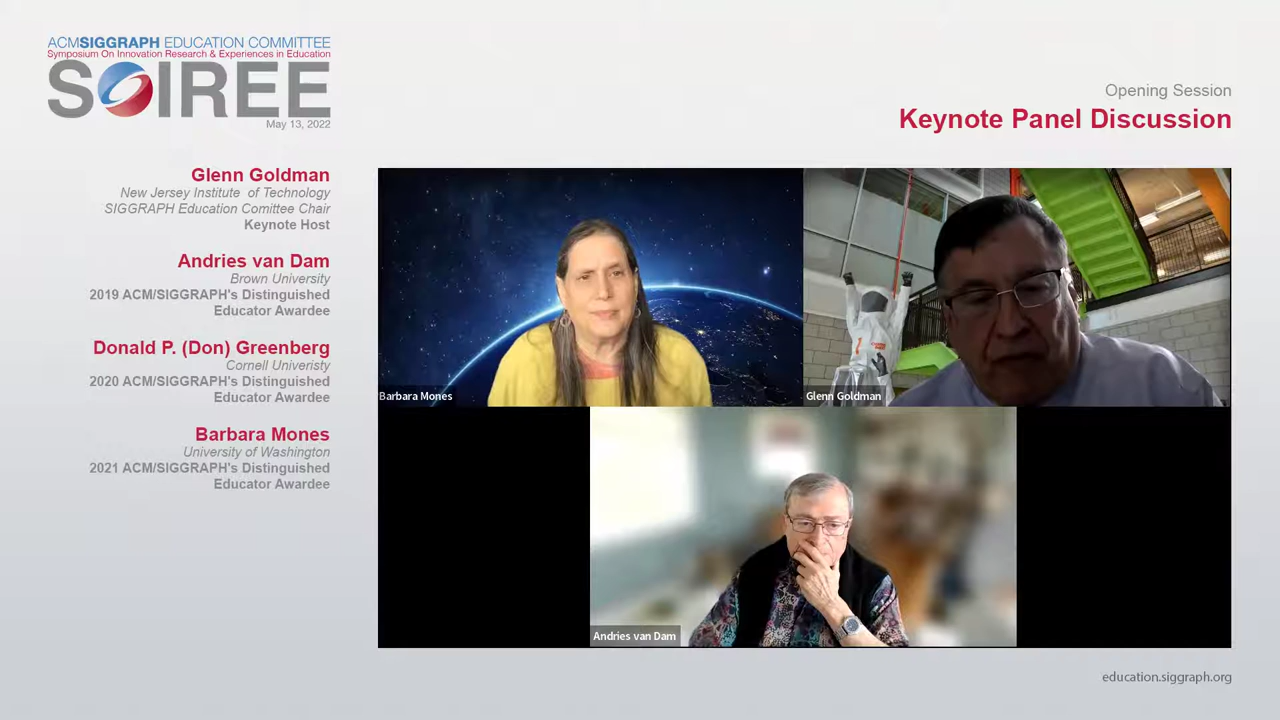 ACMSIGGRAPH EDUCATION COMMITTEE
Symposium On Innovation Research & Experiences in Education
SOIREE
May 13, 2022
Opening Session
Keynote Panel Discussion
Glenn Goldman
New Jersey Institute of Technology
SIGGRAPH Education Comittee Chair
Keynote Host
Andries van Dam
Brown University
2019 ACM/SIGGRAPH's Distinguished
Educator Awardee
Donald P. (Don) Greenberg
Cornell Univeristy
2020 ACM/SIGGRAPH's Distinguished
Educator Awardee
Barbara Mones
University of Washington
2021 ACM/SIGGRAPH's Distinguished
Educator Awardee
Barbara Mones
Glenn Goldman
Andries van Dam
education.siggraph.org